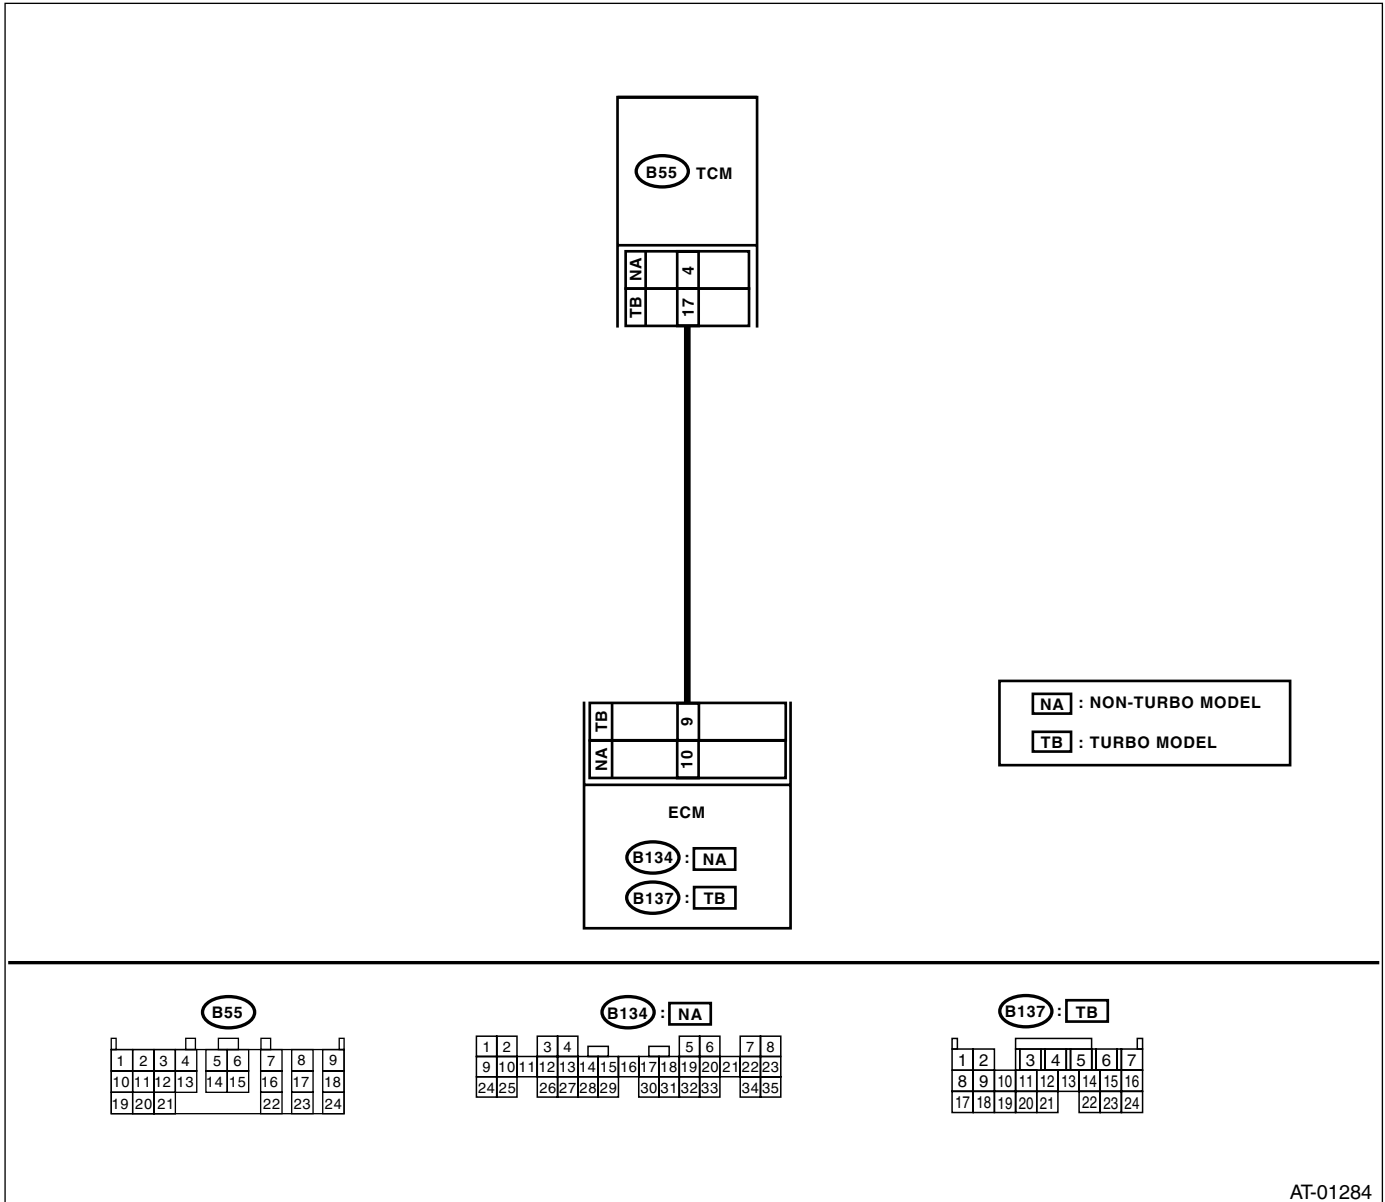 B55 TCM
NA 4
TB 17
TB 9
NA 10
ECM
B134 : NA
B137 : TB
NA : NON-TURBO MODEL
TB : TURBO MODEL
B55
1 2 3 4 5 6 7 8 9
10 11 12 13 14 15 16 17 18
19 20 21 22 23 24
B134 : NA
1 2 3 4 5 6 7 8
9 10 11 12 13 14 15 16 17 18 19 20 21 22 23
24 25 26 27 28 29 30 31 32 33 34 35
B137 : TB
1 2 3 4 5 6 7
8 9 10 11 12 13 14 15 16
17 18 19 20 21 22 23 24
AT-01284